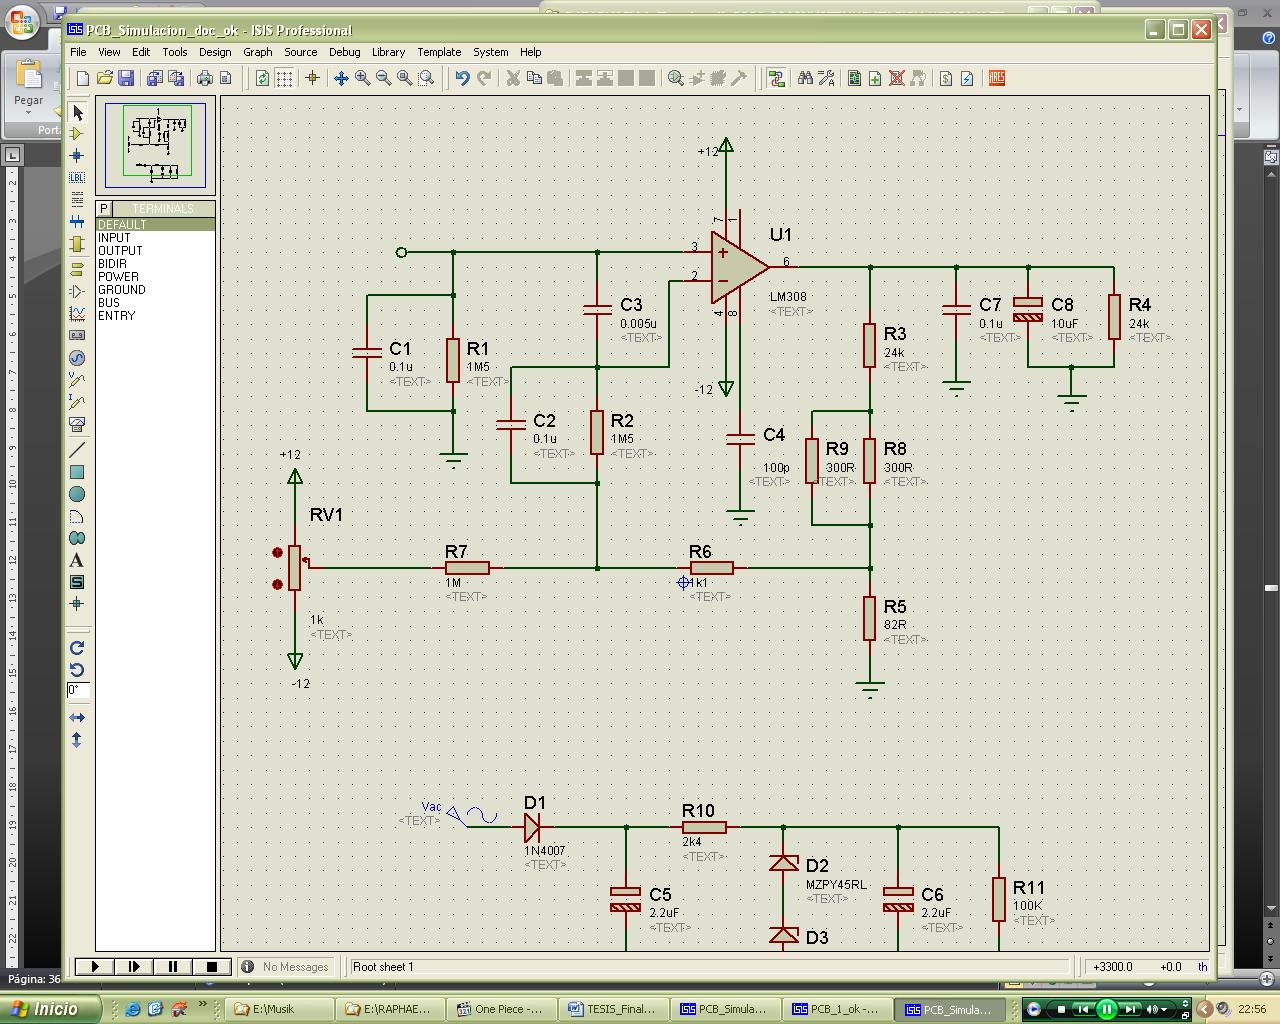 PCB_Simulacion_doc_ok - ISIS Professional
File View Edit Tools Design Graph Source Debug Library Template System Help
Pegar
Porta
P TERMINALS
DEFAULT
INPUT
OUTPUT
BIDIR
POWER
GROUND
BUS
ENTRY
LBL
A
S
0°
ARES
+12
7 1
U1
3
2
6
LM308
<TEXT>
4 8
-12
C3
0.005u
<TEXT>
C1
0.1u
<TEXT>
R1
1M5
<TEXT>
C2
0.1u
<TEXT>
R2
1M5
<TEXT>
C4
100p
<TEXT>
R3
24k
<TEXT>
C7
0.1u
<TEXT>
C8
10uF
<TEXT>
R4
24k
<TEXT>
R9
300R
<TEXT>
R8
300R
<TEXT>
+12
RV1
1k
<TEXT>
-12
R7
1M
<TEXT>
R6
1k1
<TEXT>
R5
82R
<TEXT>
Vac
<TEXT>
D1
1N4007
<TEXT>
R10
2k4
<TEXT>
D2
MZPY45RL
<TEXT>
D3
C5
2.2uF
<TEXT>
C6
2.2uF
<TEXT>
R11
100K
<TEXT>
No Messages
Root sheet 1
+3300.0 +0.0 th
Página: 36
Inicio
E:\Musik
E:\RAPHAE...
One Piece -...
TESIS_Final...
PCB_Simula...
PCB_1_ok -...
PCB_Simula...
22:56